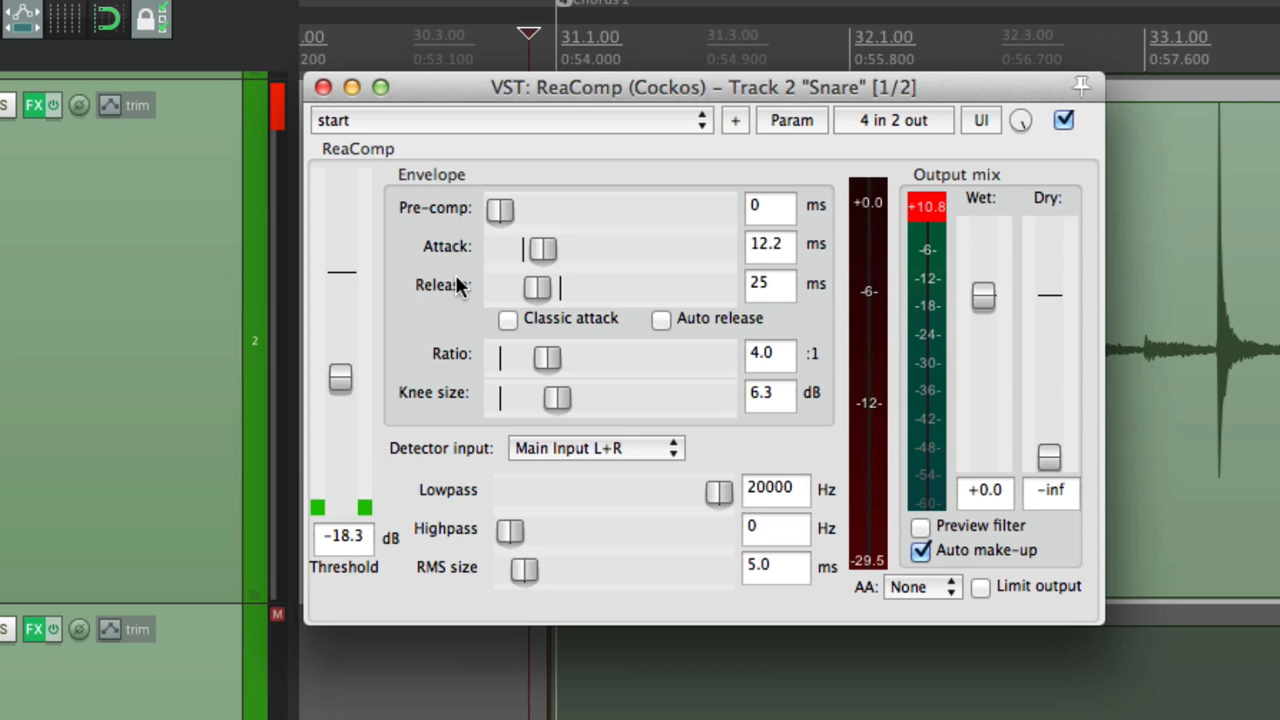 Chorus 1
.00 30.3.00 31.1.00 31.3.00 32.1.00 32.3.00 33.1.00
200 0:53.100 0:54.000 0:54.900 0:55.800 0:56.700 0:57.600
VST: ReaComp (Cockos) – Track 2 "Snare" [1/2]
S FX trim
start + Param 4 in 2 out UI
ReaComp
Envelope Output mix
Pre-comp: 0 ms
Attack: 12.2 ms
Release: 25 ms
Classic attack Auto release
Ratio: 4.0 :1
Knee size: 6.3 dB
Detector input: Main Input L+R
Lowpass 20000 Hz
Highpass 0 Hz
RMS size 5.0 ms
-18.3 dB
Threshold
+0.0
-6-
-12-
-29.5
Wet: Dry:
+10.8
-6-
-12-
-18-
-24-
-30-
-36-
-42-
-48-
-54-
-60-
+0.0 -inf
Preview filter
Auto make-up
AA: None Limit output
2
M
S FX trim